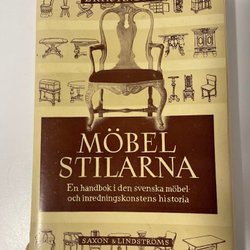 MÖBEL
STILARNA
En handbok i den svenska möbel-
och inredningskonstens historia
SAXON & LINDSTRÖMS